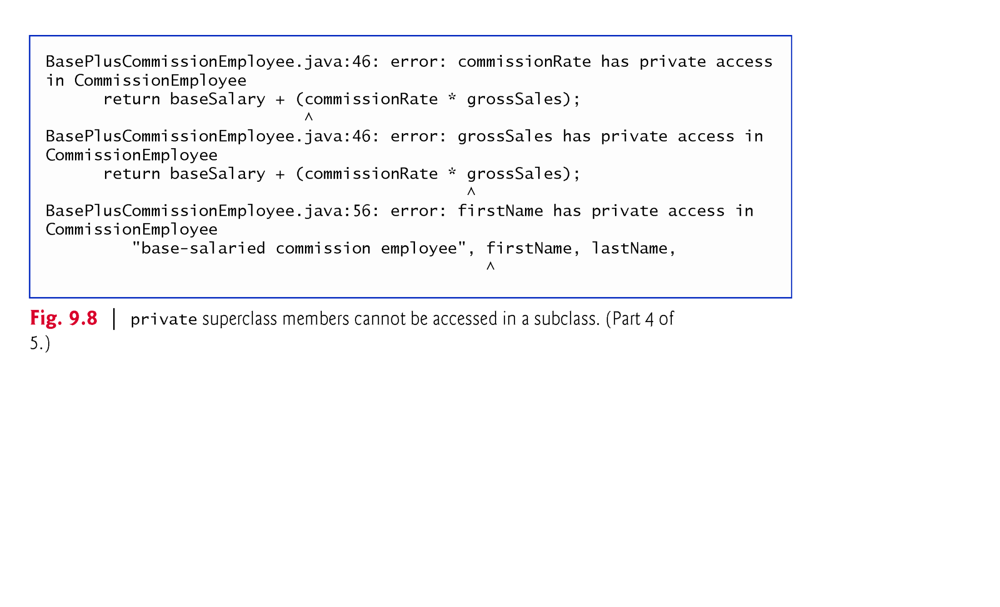 BasePlusCommissionEmployee.java:46: error: commissionRate has private access
in CommissionEmployee
      return baseSalary + (commissionRate * grossSales);
                           ^
BasePlusCommissionEmployee.java:46: error: grossSales has private access in
CommissionEmployee
      return baseSalary + (commissionRate * grossSales);
                                            ^
BasePlusCommissionEmployee.java:56: error: firstName has private access in
CommissionEmployee
         "base-salaried commission employee", firstName, lastName,
                                              ^
Fig. 9.8 | private superclass members cannot be accessed in a subclass. (Part 4 of
5.)